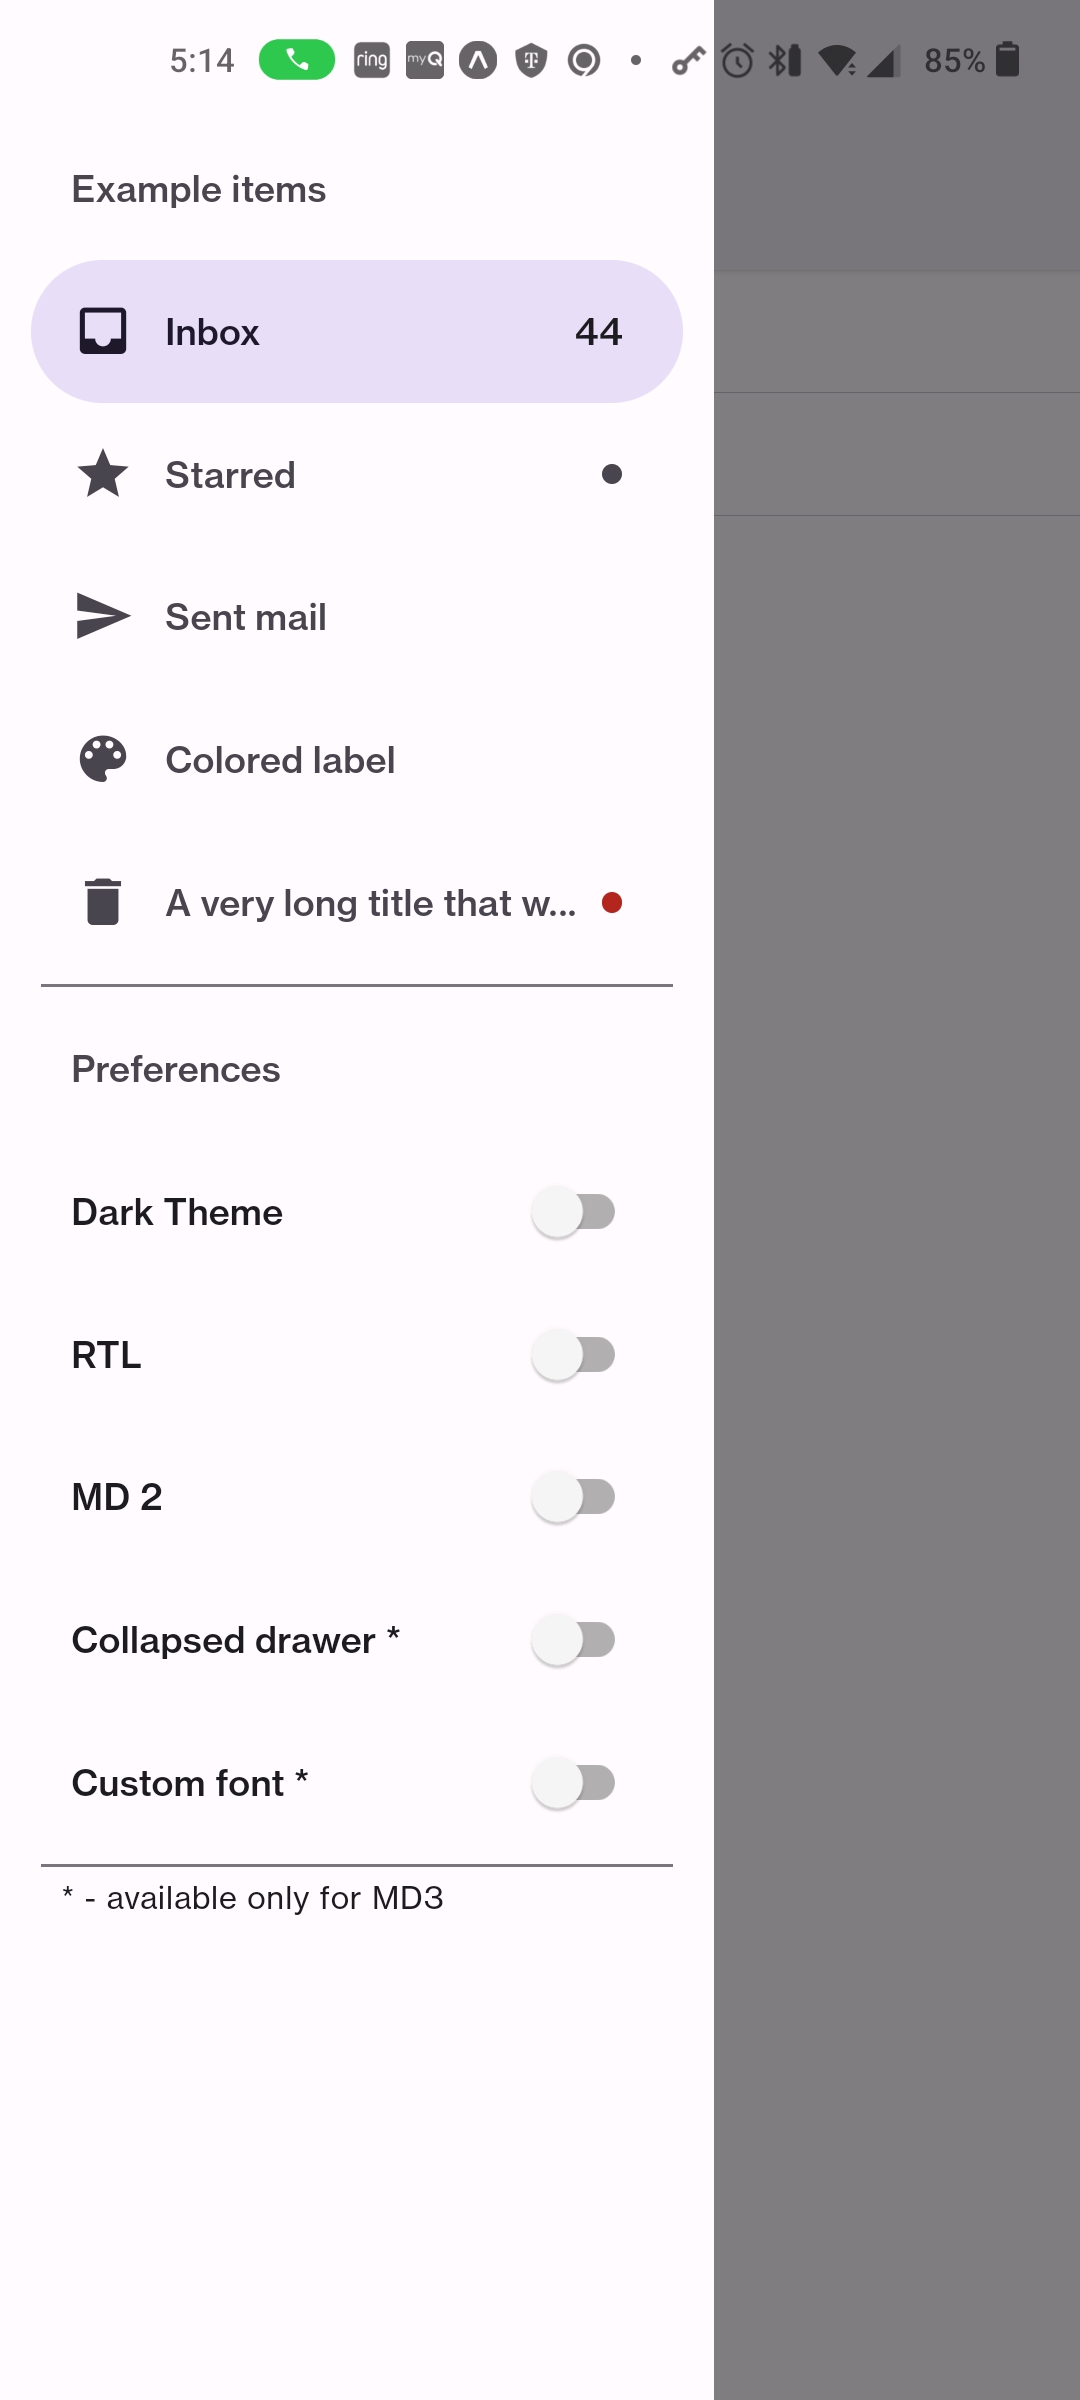 5:14 ring myQ T 85%
Example items
Inbox 44
Starred
Sent mail
Colored label
A very long title that w...
Preferences
Dark Theme
RTL
MD 2
Collapsed drawer *
Custom font *
* - available only for MD3